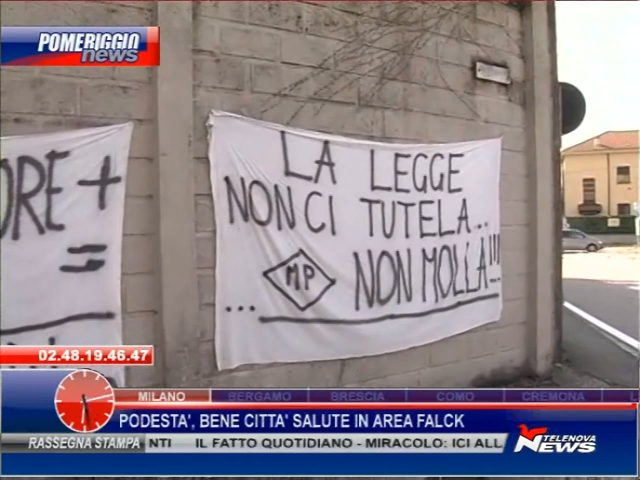 POMERIGGIO
news
ORE +
=
LA LEGGE
NON CI TUTELA...
... MP NON MOLLA!!!
02.48.19.46.47
MILANO BERGAMO BRESCIA COMO CREMONA
PODESTA', BENE CITTA' SALUTE IN AREA FALCK
RASSEGNA STAMPA NTI IL FATTO QUOTIDIANO - MIRACOLO: ICI ALL
TELENOVA
News